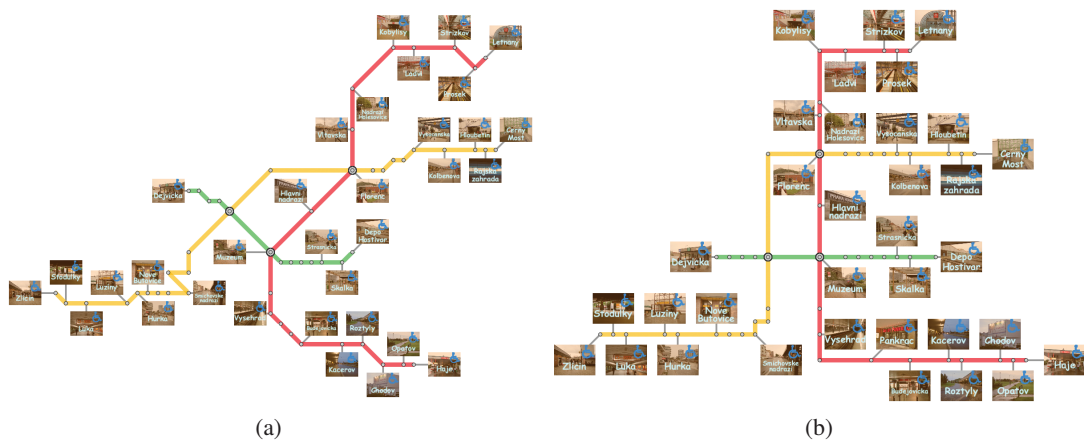 Kobylisy
Strizkov
Letnany
Ladvi
Prosek
Nadrazi
Holesovice
Vltavska
Vysocanska
Hloubetin
Cerny
Most
Kolbenova
Rajska
zahrada
Dejvicka
Hlavni
nadrazi
Florenc
Muzeum
Strasnicka
Depo
Hostivar
Skalka
Zlicin
Stodulky
Luziny
Nove
Butovice
Luka
Hurka
Smichovske
nadrazi
Vysehrad
Budejovicka
Roztyly
Kacerov
Opatov
Chodov
Haje
(a)
Kobylisy
Strizkov
Letnany
Ladvi
Prosek
Vltavska
Nadrazi
Holesovice
Vysocanska
Hloubetin
Cerny
Most
Florenc
Kolbenova
Rajska
zahrada
Hlavni
nadrazi
Strasnicka
Dejvicka
Depo
Hostivar
Muzeum
Skalka
Stodulky
Luziny
Nove
Butovice
Zlicin
Luka
Hurka
Smichovske
nadrazi
Vysehrad
Pankrac
Kacerov
Chodov
Haje
Budejovicka
Roztyly
Opatov
(b)